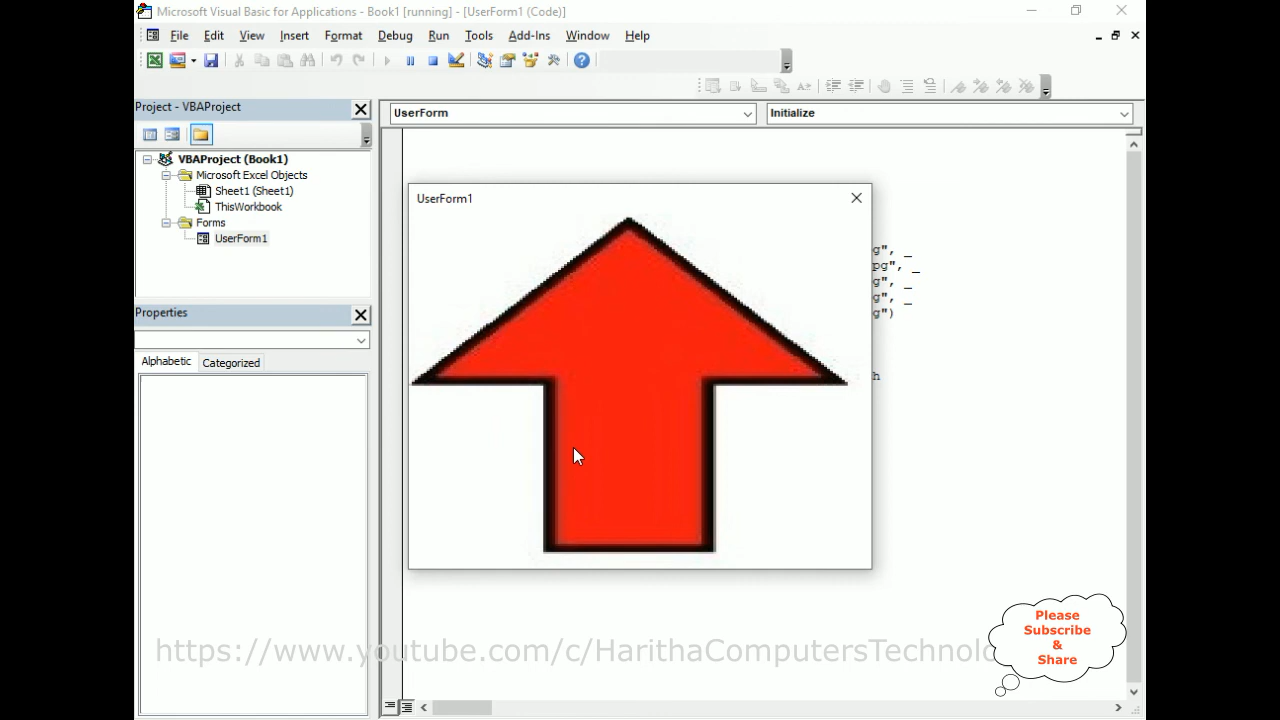 Microsoft Visual Basic for Applications - Book1 [running] - [UserForm1 (Code)]
File Edit View Insert Format Debug Run Tools Add-Ins Window Help
Project - VBAProject
UserForm
Initialize
VBAProject (Book1)
Microsoft Excel Objects
Sheet1 (Sheet1)
ThisWorkbook
Forms
UserForm1
UserForm1
g", _
pg", _
g", _
g", _
g")
h
Properties
Alphabetic Categorized
Please
Subscribe
&
Share
https://www.youtube.com/c/HarithaComputersTechnolo